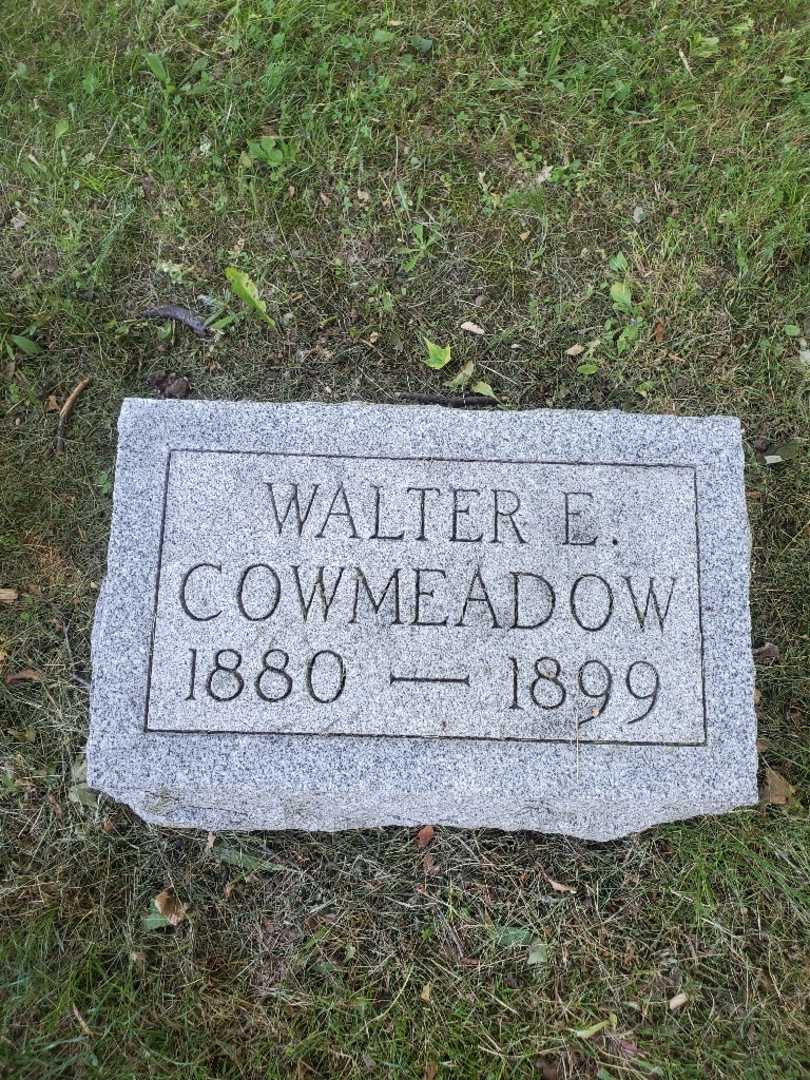 WALTER E.
COWMEADOW
1880 — 1899